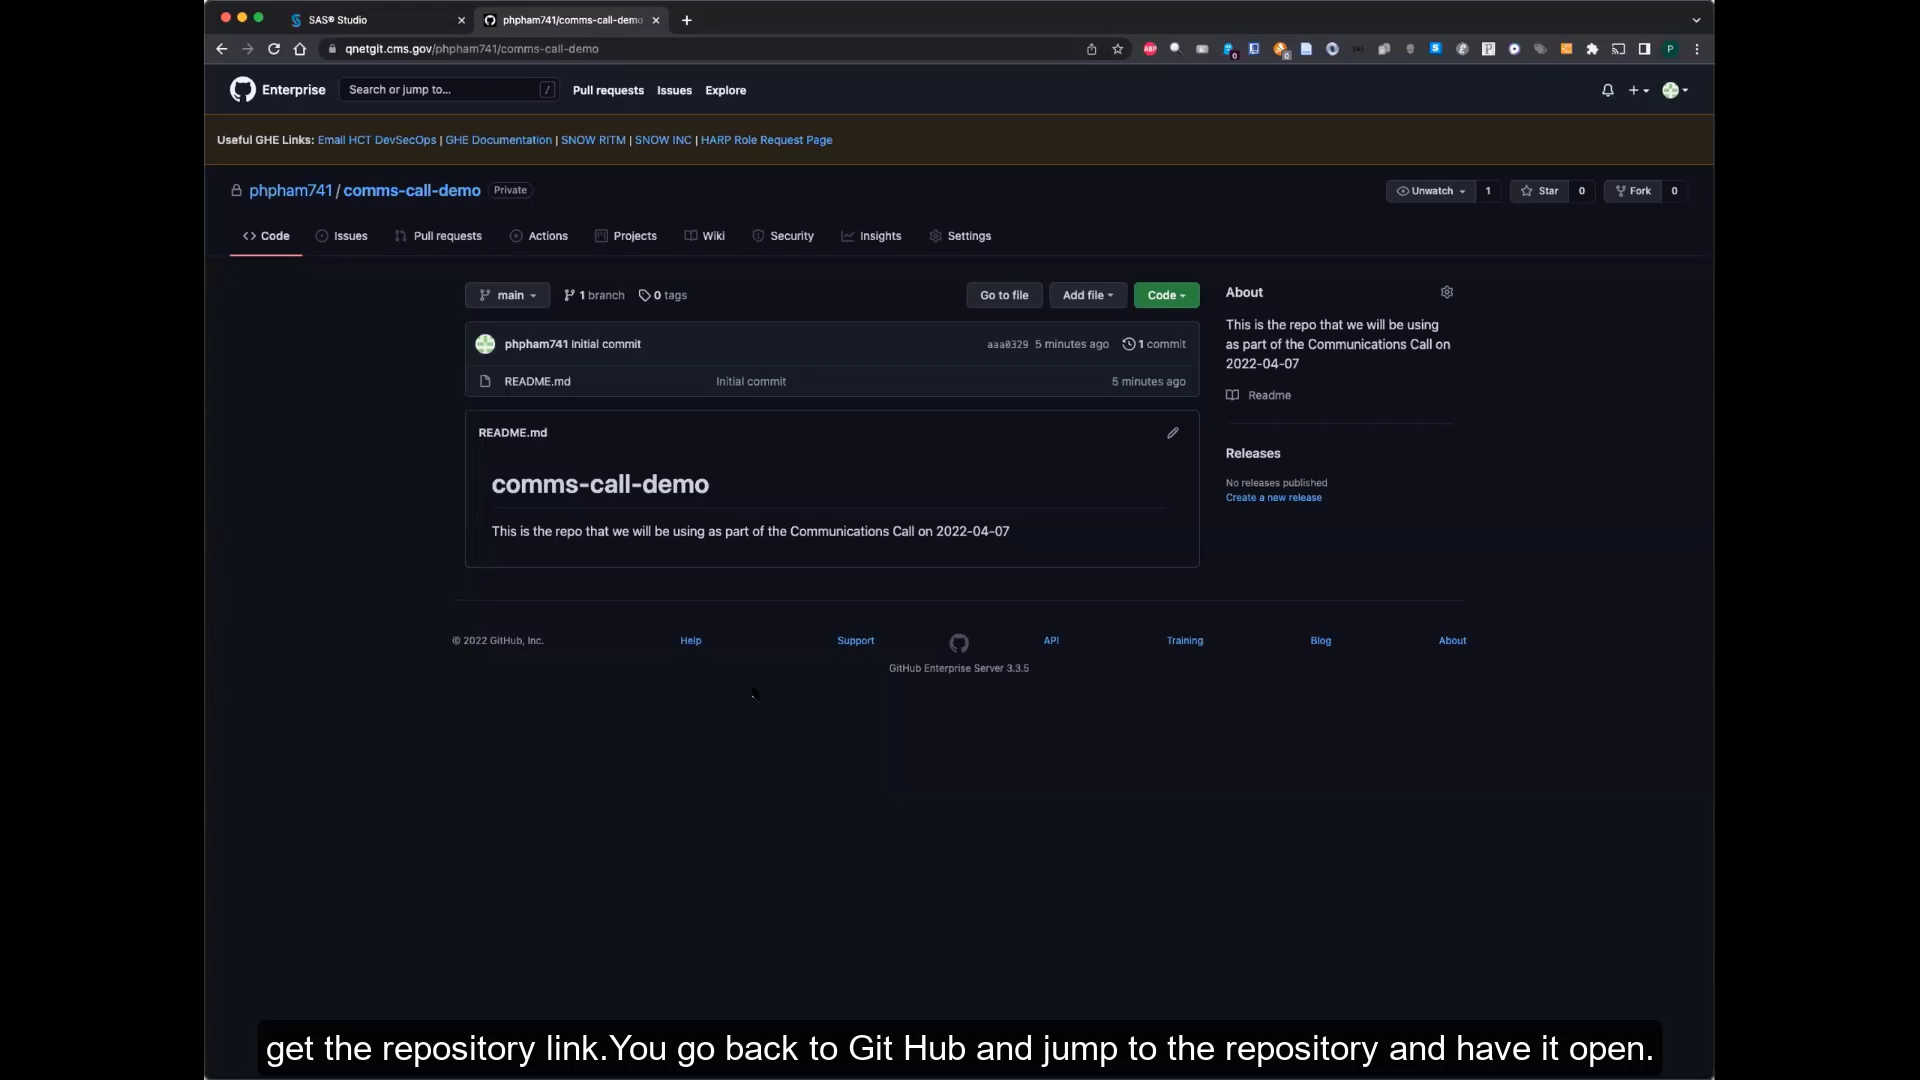 SAS® Studio
phpham741/comms-call-demo
qnetgit.cms.gov/phpham741/comms-call-demo
Enterprise
Search or jump to...
/
Pull requests
Issues
Explore
Useful GHE Links: Email HCT DevSecOps | GHE Documentation | SNOW RITM | SNOW INC | HARP Role Request Page
phpham741 / comms-call-demo Private
Unwatch 1
Star 0
Fork 0
Code
Issues
Pull requests
Actions
Projects
Wiki
Security
Insights
Settings
main
1 branch
0 tags
Go to file
Add file
Code
phpham741 Initial commit
aaa0329 5 minutes ago
1 commit
README.md
Initial commit
5 minutes ago
README.md
comms-call-demo
This is the repo that we will be using as part of the Communications Call on 2022-04-07
About
This is the repo that we will be using
as part of the Communications Call on
2022-04-07
Readme
Releases
No releases published
Create a new release
© 2022 GitHub, Inc.
Help
Support
API
Training
Blog
About
GitHub Enterprise Server 3.3.5
get the repository link.You go back to Git Hub and jump to the repository and have it open.